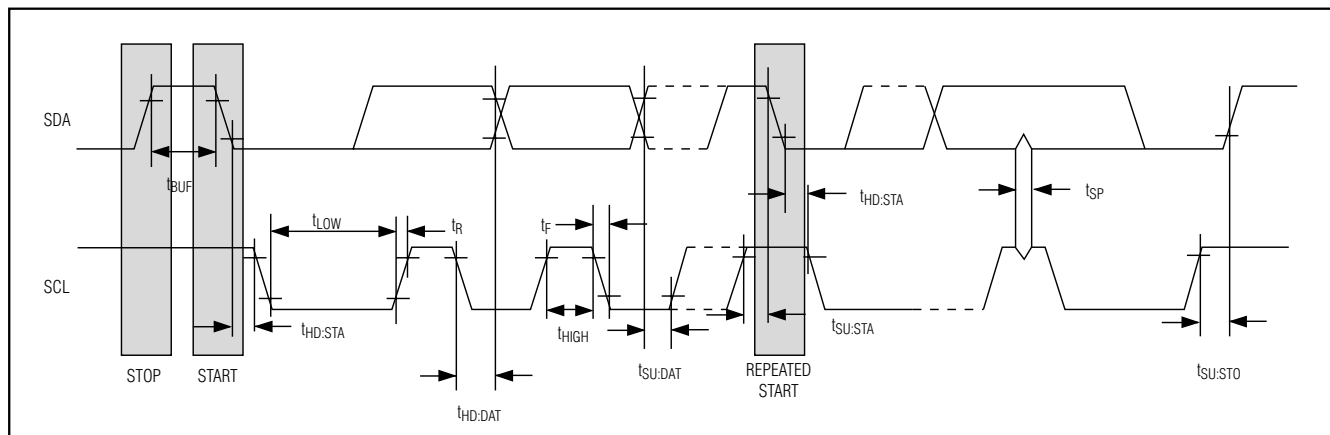 SDA
tBUF
tHD:STA
tSP
tLOW
tR
tF
SCL
tHD:STA
tHIGH
tSU:STA
tSU:DAT
tSU:STO
STOP
START
REPEATED
START
tHD:DAT